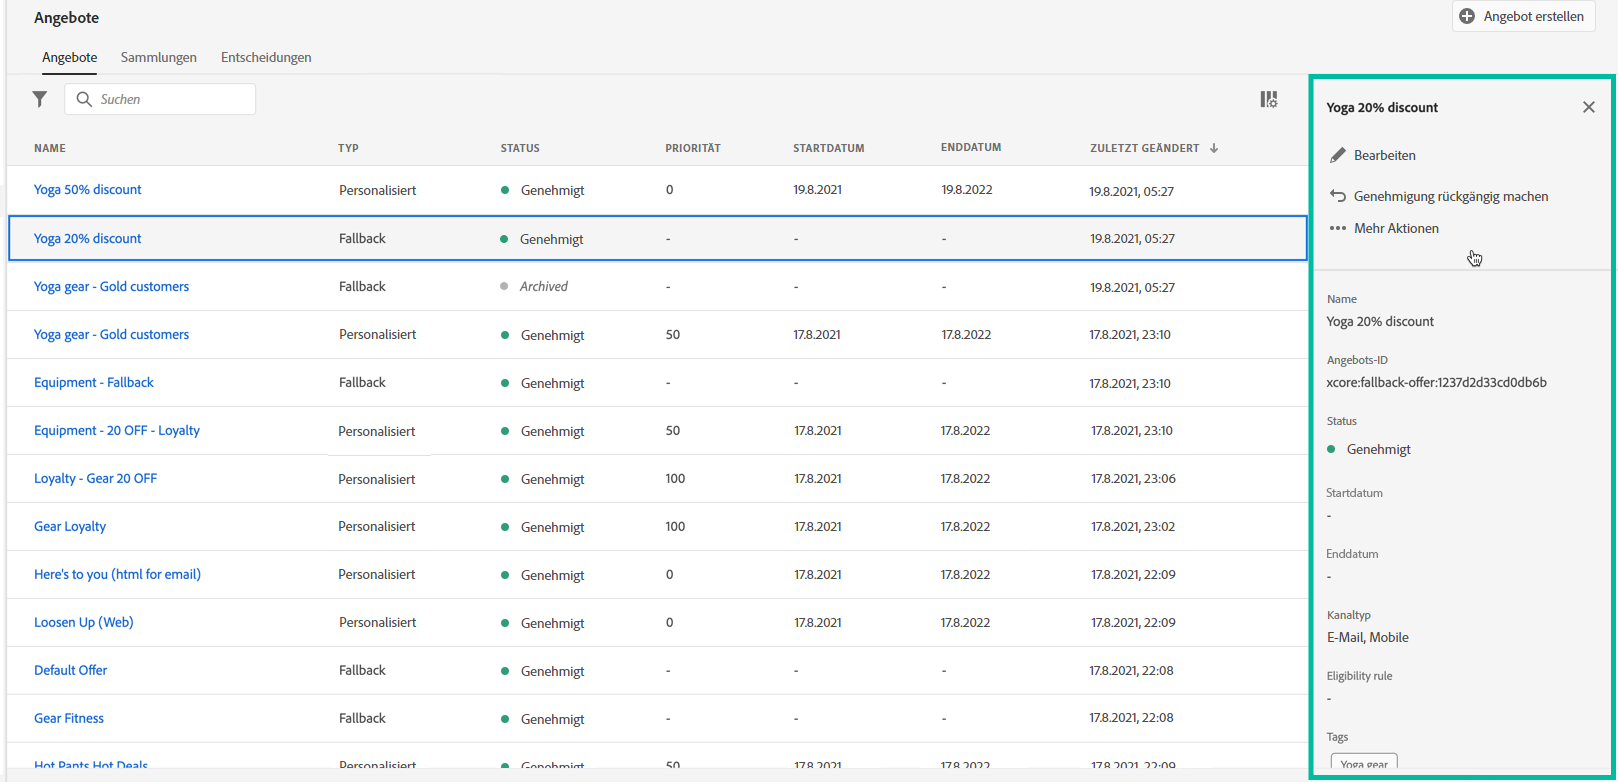 Angebote
Angebot erstellen
Angebote Sammlungen Entscheidungen
Suchen
NAME TYP STATUS PRIORITÄT STARTDATUM ENDDATUM ZULETZT GEÄNDERT
Yoga 50% discount Personalisiert Genehmigt 0 19.8.2021 19.8.2022 19.8.2021, 05:27
Yoga 20% discount Fallback Genehmigt - - - 19.8.2021, 05:27
Yoga gear - Gold customers Fallback Archived - - - 19.8.2021, 05:27
Yoga gear - Gold customers Personalisiert Genehmigt 50 17.8.2021 17.8.2022 17.8.2021, 23:10
Equipment - Fallback Fallback Genehmigt - - - 17.8.2021, 23:10
Equipment - 20 OFF - Loyalty Personalisiert Genehmigt 50 17.8.2021 17.8.2022 17.8.2021, 23:10
Loyalty - Gear 20 OFF Personalisiert Genehmigt 100 17.8.2021 17.8.2022 17.8.2021, 23:06
Gear Loyalty Personalisiert Genehmigt 100 17.8.2021 17.8.2022 17.8.2021, 23:02
Here's to you (html for email) Personalisiert Genehmigt 0 17.8.2021 17.8.2022 17.8.2021, 22:09
Loosen Up (Web) Personalisiert Genehmigt 0 17.8.2021 17.8.2022 17.8.2021, 22:09
Default Offer Fallback Genehmigt - - - 17.8.2021, 22:08
Gear Fitness Fallback Genehmigt - - - 17.8.2021, 22:08
Hot Pants Hot Deals Personalisiert Genehmigt 50 17.8.2021 17.8.2022 17.8.2021, 22:09
Yoga 20% discount
Bearbeiten
Genehmigung rückgängig machen
Mehr Aktionen
Name
Yoga 20% discount
Angebots-ID
xcore:fallback-offer:1237d2d33cd0db6b
Status
Genehmigt
Startdatum
-
Enddatum
-
Kanaltyp
E-Mail, Mobile
Eligibility rule
-
Tags
Yoga gear